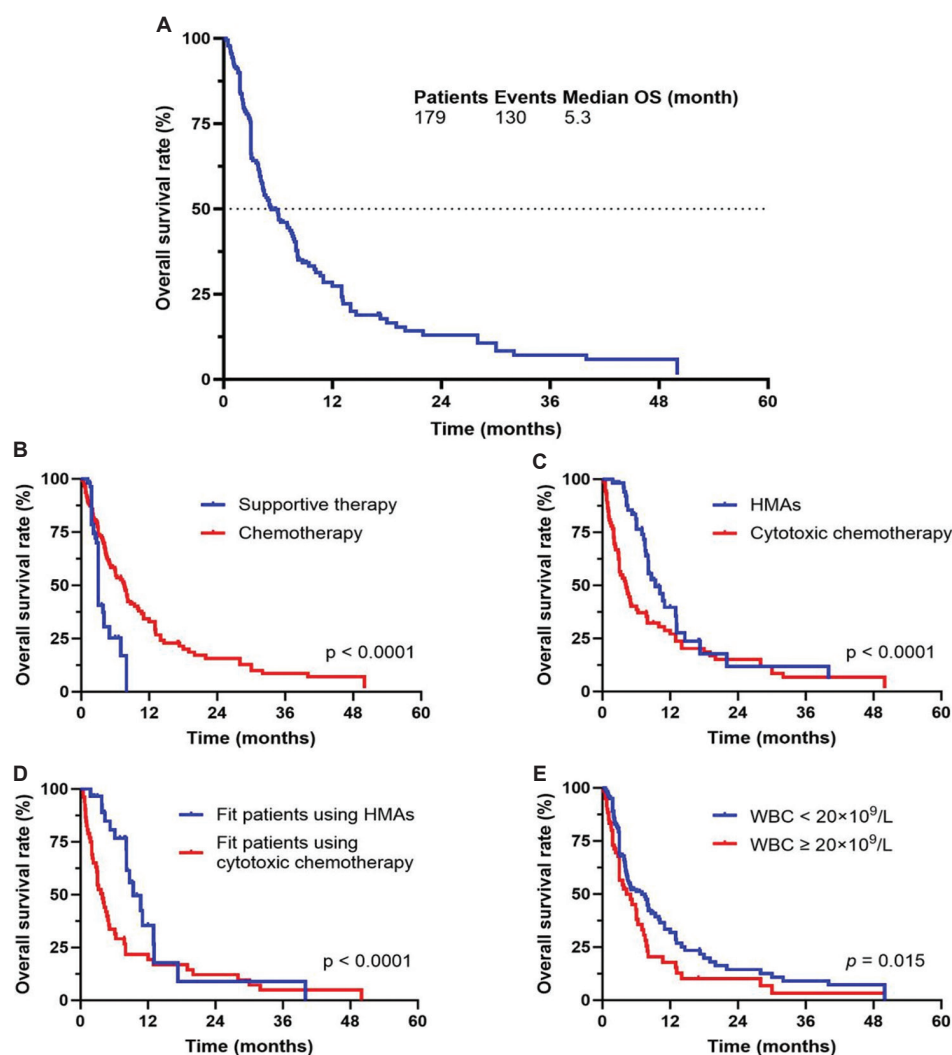 A
Overall survival rate (%)
100
75
50
25
0
Patients Events Median OS (month)
179 130 5.3
0 12 24 36 48 60
Time (months)
B
Overall survival rate (%)
100
75
50
25
0
Supportive therapy
Chemotherapy
p < 0.0001
0 12 24 36 48 60
Time (months)
C
Overall survival rate (%)
100
75
50
25
0
HMAs
Cytotoxic chemotherapy
p < 0.0001
0 12 24 36 48 60
Time (months)
D
Overall survival rate (%)
100
75
50
25
0
Fit patients using HMAs
Fit patients using
cytotoxic chemotherapy
p < 0.0001
0 12 24 36 48 60
Time (months)
E
Overall survival rate (%)
100
75
50
25
0
WBC < 20×10⁹/L
WBC ≥ 20×10⁹/L
p = 0.015
0 12 24 36 48 60
Time (months)